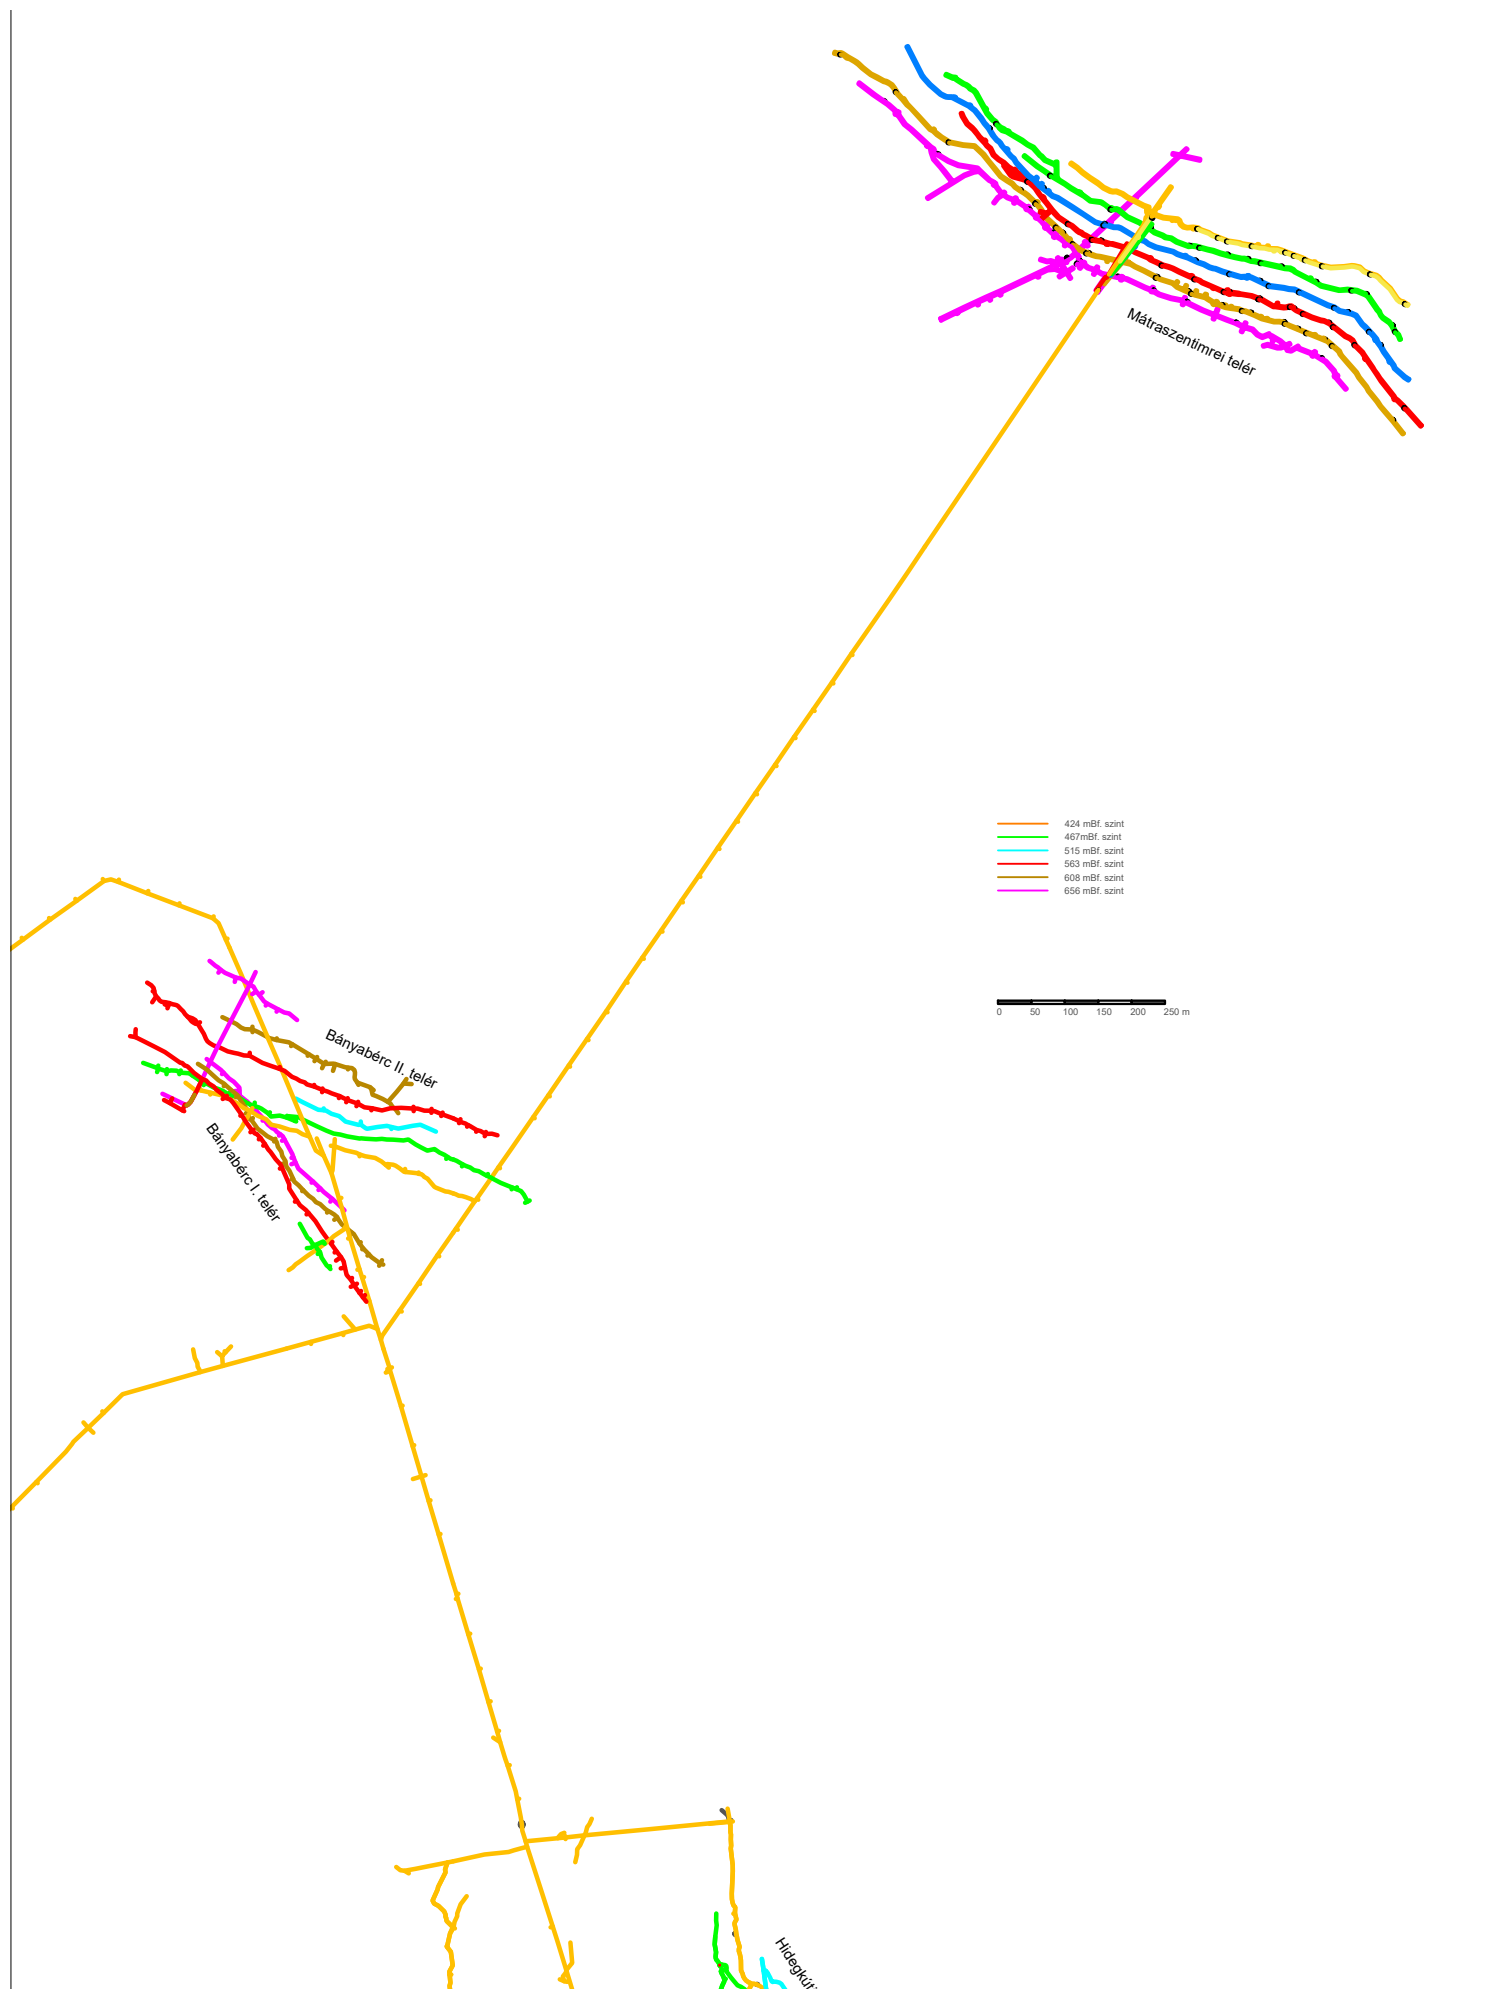 Mátraszentimrei telér
424 mBf. szint
467mBf. szint
515 mBf. szint
563 mBf. szint
608 mBf. szint
656 mBf. szint
0 50 100 150 200 250 m
Bányabérc II. telér
Bányabérc I. telér